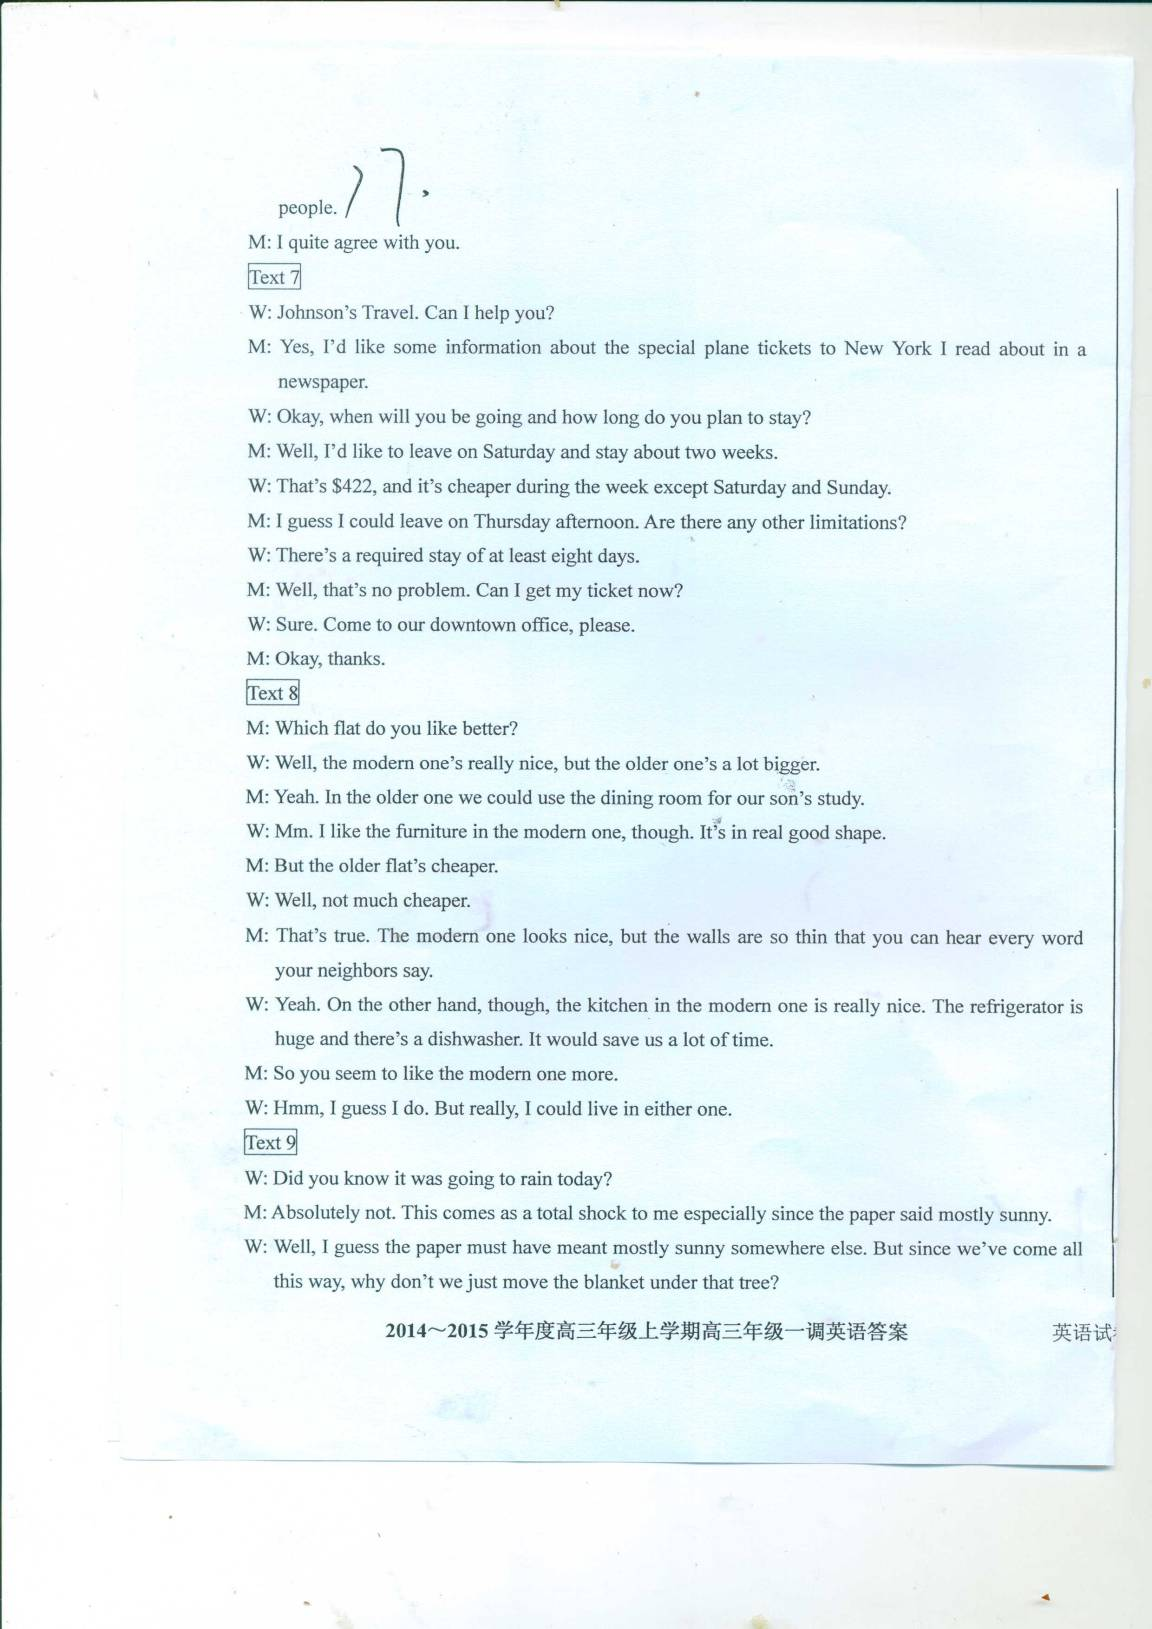 people. 17.
M: I quite agree with you.
Text 7
W: Johnson’s Travel. Can I help you?
M: Yes, I’d like some information about the special plane tickets to New York I read about in a
newspaper.
W: Okay, when will you be going and how long do you plan to stay?
M: Well, I’d like to leave on Saturday and stay about two weeks.
W: That’s $422, and it’s cheaper during the week except Saturday and Sunday.
M: I guess I could leave on Thursday afternoon. Are there any other limitations?
W: There’s a required stay of at least eight days.
M: Well, that’s no problem. Can I get my ticket now?
W: Sure. Come to our downtown office, please.
M: Okay, thanks.
Text 8
M: Which flat do you like better?
W: Well, the modern one’s really nice, but the older one’s a lot bigger.
M: Yeah. In the older one we could use the dining room for our son’s study.
W: Mm. I like the furniture in the modern one, though. It’s in real good shape.
M: But the older flat’s cheaper.
W: Well, not much cheaper.
M: That’s true. The modern one looks nice, but the walls are so thin that you can hear every word
your neighbors say.
W: Yeah. On the other hand, though, the kitchen in the modern one is really nice. The refrigerator is
huge and there’s a dishwasher. It would save us a lot of time.
M: So you seem to like the modern one more.
W: Hmm, I guess I do. But really, I could live in either one.
Text 9
W: Did you know it was going to rain today?
M: Absolutely not. This comes as a total shock to me especially since the paper said mostly sunny.
W: Well, I guess the paper must have meant mostly sunny somewhere else. But since we’ve come all
this way, why don’t we just move the blanket under that tree?
2014～2015 学年度高三年级上学期高三年级一调英语答案 英语试